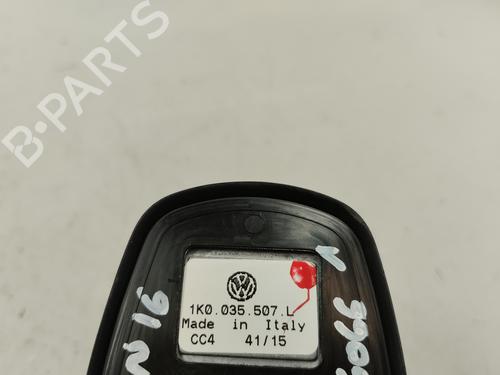 B-PARTS
1K0.035.507.L
Made in Italy
CC4 41/15